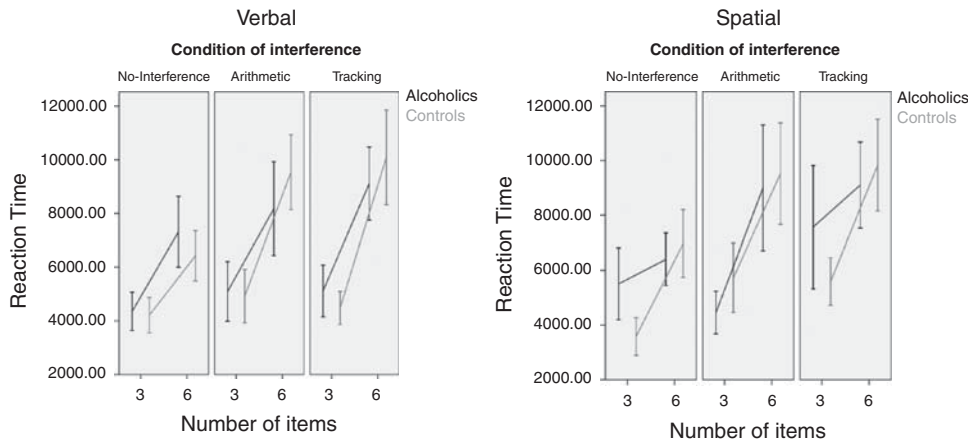 Verbal
Condition of interference
No-Interference Arithmetic Tracking
Alcoholics
Controls
12000.00
10000.00
8000.00
6000.00
4000.00
2000.00
Reaction Time
3 6 3 6 3 6
Number of items
Spatial
Condition of interference
No-Interference Arithmetic Tracking
Alcoholics
Controls
12000.00
10000.00
8000.00
6000.00
4000.00
2000.00
Reaction Time
3 6 3 6 3 6
Number of items